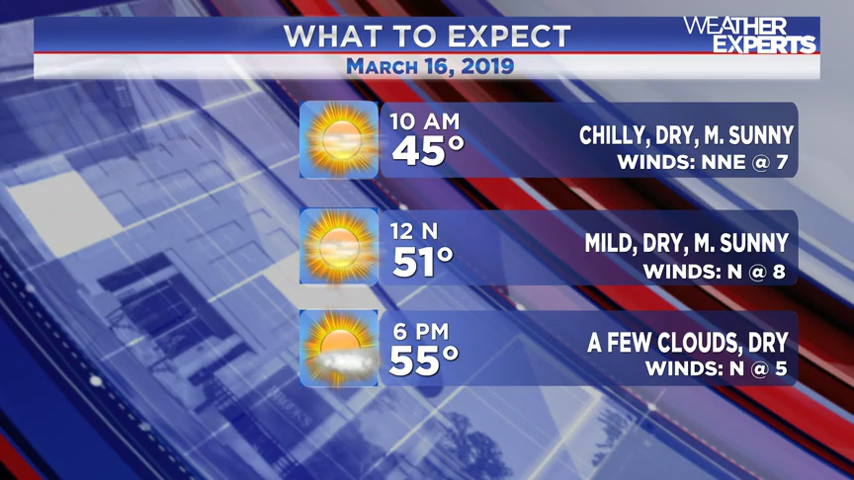 WHAT TO EXPECT
WEATHER
EXPERTS
MARCH 16, 2019
10 AM
45°
CHILLY, DRY, M. SUNNY
WINDS: NNE @ 7
12 N
51°
MILD, DRY, M. SUNNY
WINDS: N @ 8
6 PM
55°
A FEW CLOUDS, DRY
WINDS: N @ 5